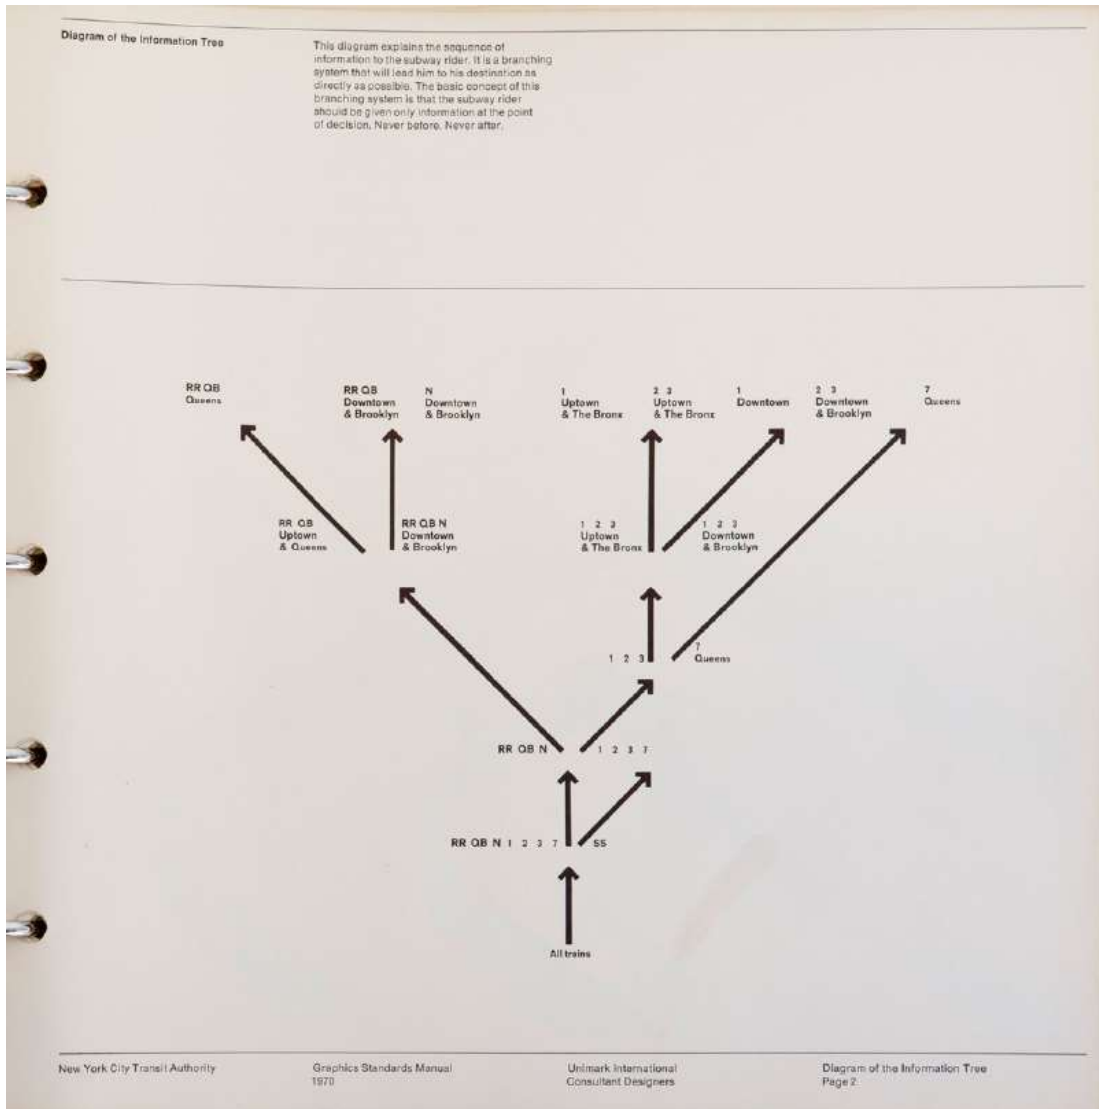 Diagram of the Information Tree
This diagram explains the sequence of
information to the subway rider. It is a branching
system that will lead him to his destination as
directly as possible. The basic concept of this
branching system is that the subway rider
should be given only information at the point
of decision. Never before. Never after.
RR QB
Queens
RR QB
Downtown
& Brooklyn
N
Downtown
& Brooklyn
1
Uptown
& The Bronx
2 3
Uptown
& The Bronx
1
Downtown
2 3
Downtown
& Brooklyn
7
Queens
RR QB
Uptown
& Queens
RR QB N
Downtown
& Brooklyn
1 2 3
Uptown
& The Bronx
1 2 3
Downtown
& Brooklyn
1 2 3
7
Queens
RR QB N
1 2 3 7
RR QB N 1 2 3 7
SS
All trains
New York City Transit Authority
Graphics Standards Manual
1970
Unimark International
Consultant Designers
Diagram of the Information Tree
Page 2